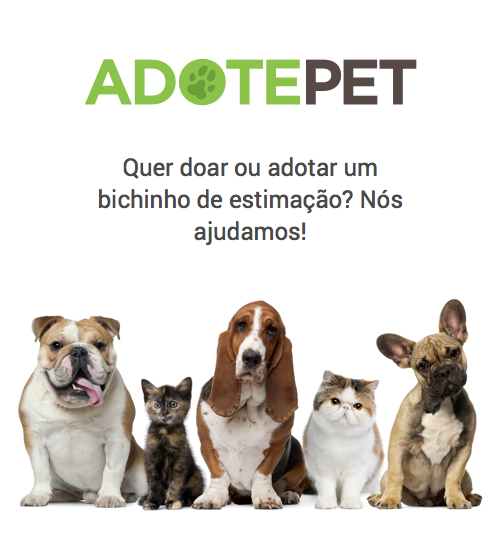 ADOTEPET
Quer doar ou adotar um
bichinho de estimação? Nós
ajudamos!